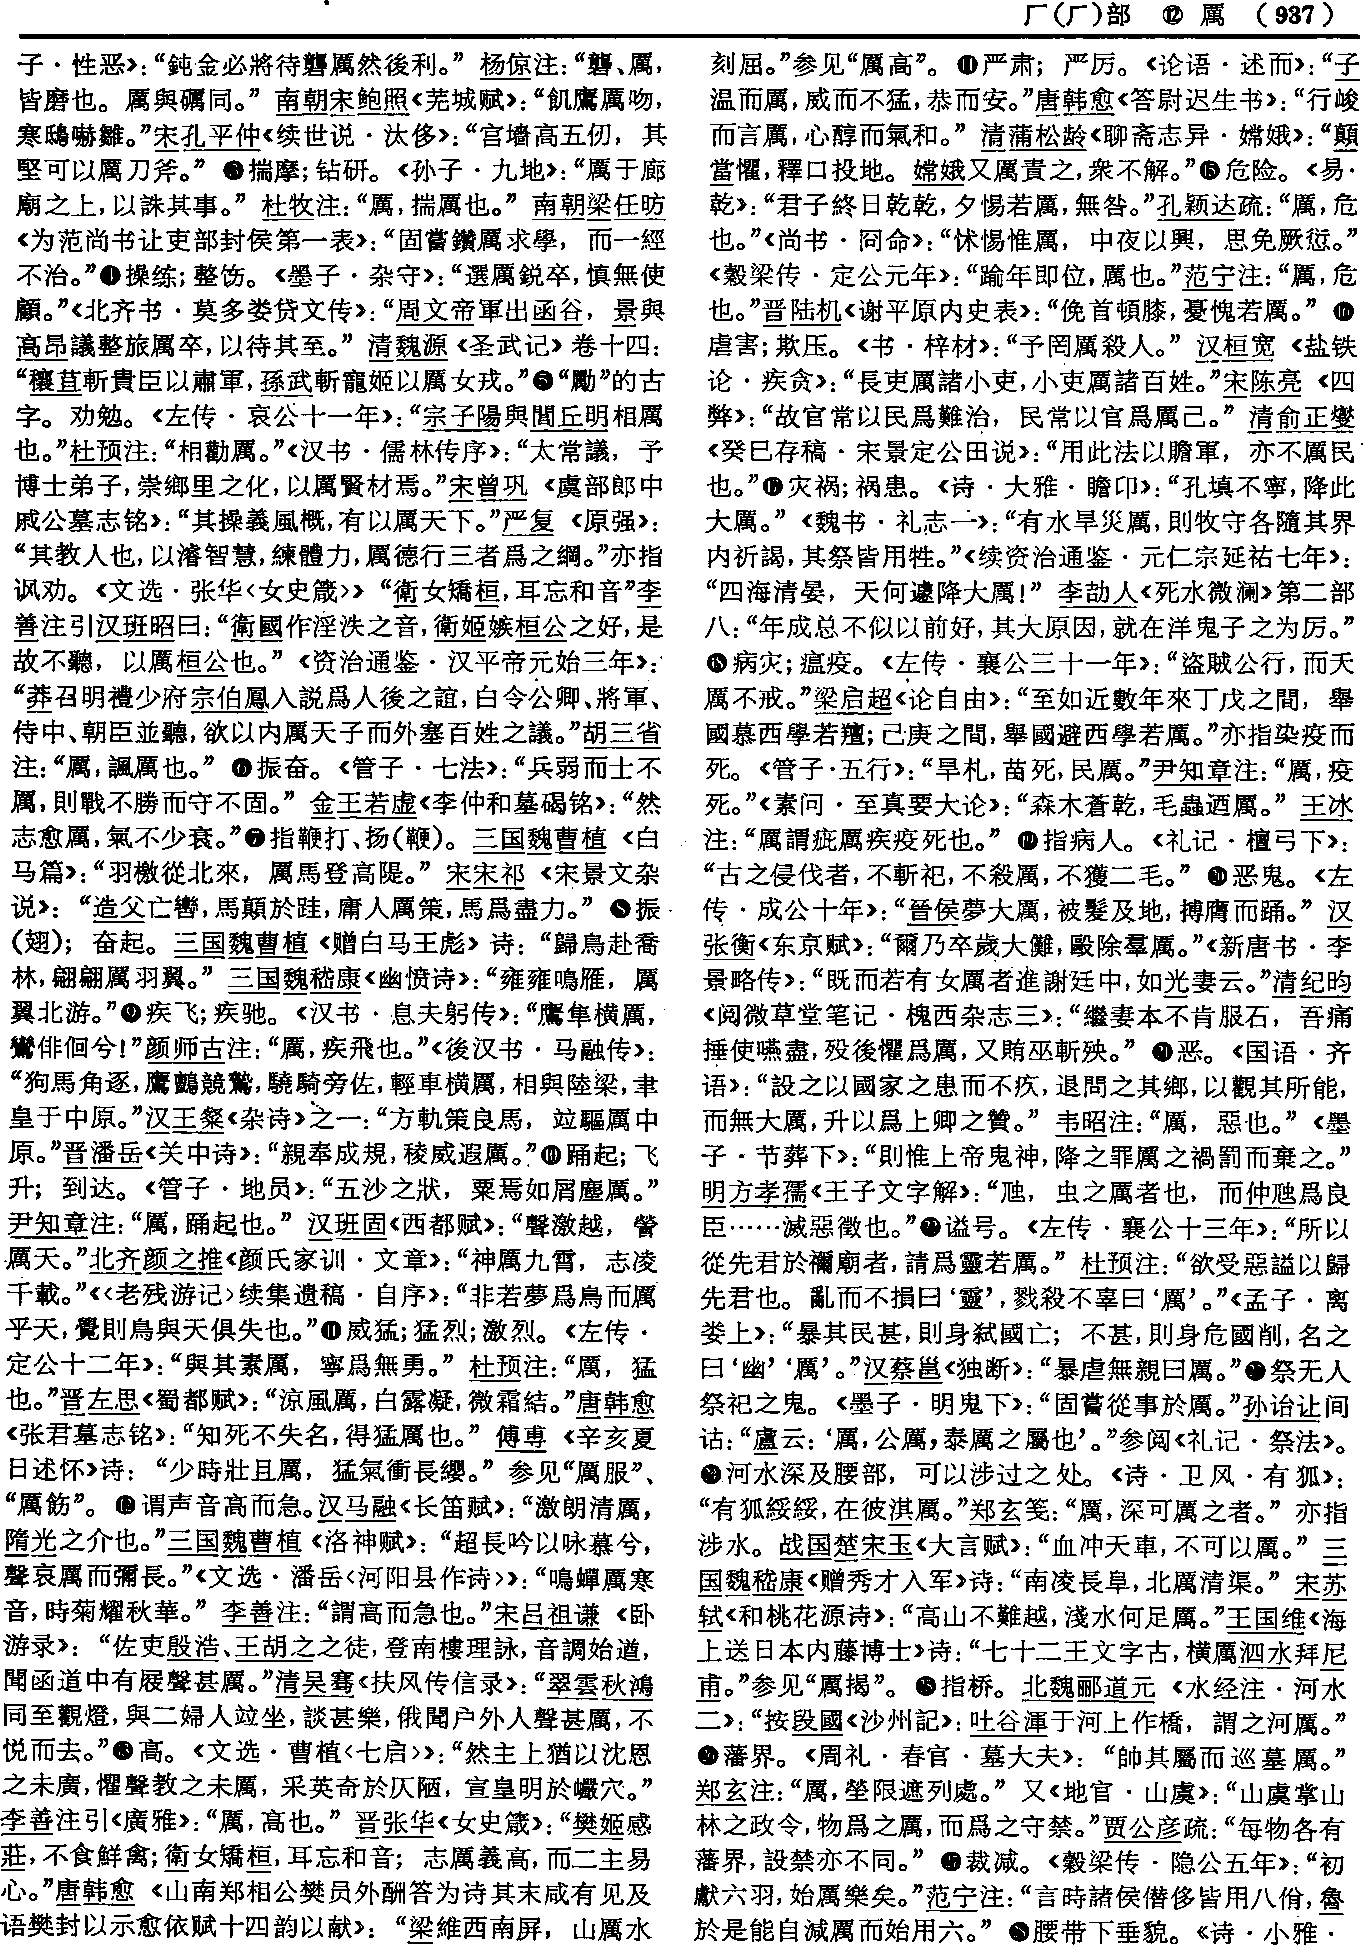 厂(厂)部 ⑫ 厲 (937)
子·性恶》：“鈍金必將待礱厲然後利。” 杨倞注：“礱、厲，
皆磨也。厲與礪同。” 南朝宋鲍照《芜城赋》：“飢鷹厲吻，
寒鴟嚇雛。”宋孔平仲《续世说·汰侈》：“宫墻高五仞，其
堅可以厲刀斧。” ❸揣摩；钻研。《孙子·九地》：“厲于廊
廟之上，以誅其事。” 杜牧注：“厲，揣厲也。” 南朝梁任昉
《为范尚书让吏部封侯第一表》：“固嘗鑽厲求學，而一經
不治。”❹操练；整饬。《墨子·杂守》：“選厲鋭卒，慎無使
顧。”《北齐书·莫多娄贷文传》：“周文帝軍出函谷，景與
高昂議整旅厲卒，以待其至。” 清魏源《圣武记》卷十四：
“穰苴斬貴臣以肅軍，孫武斬寵姬以厲女戎。”❺“勵”的古
字。劝勉。《左传·哀公十一年》：“宗子陽與閭丘明相厲
也。”杜预注：“相勸厲。”《汉书·儒林传序》：“太常議，予
博士弟子，崇鄉里之化，以厲賢材焉。”宋曾巩《虞部郎中
戚公墓志铭》：“其操義風概，有以厲天下。”严复《原强》：
“其教人也，以濬智慧，練體力，厲德行三者爲之綱。”亦指
讽劝。《文选·张华〈女史箴〉》“衛女矯桓，耳忘和音”李
善注引汉班昭曰：“衛國作淫泆之音，衛姬嫉桓公之好，是
故不聽，以厲桓公也。” 《资治通鉴·汉平帝元始三年》：
“莽召明禮少府宗伯鳳入説爲人後之誼，白令公卿、將軍、
侍中、朝臣並聽，欲以内厲天子而外塞百姓之議。”胡三省
注：“厲，諷厲也。” ❻振奋。《管子·七法》：“兵弱而士不
厲，則戰不勝而守不固。” 金王若虚《李仲和墓碣铭》：“然
志愈厲，氣不少衰。”❼指鞭打、扬(鞭)。三国魏曹植《白
马篇》：“羽檄從北來，厲馬登高隄。” 宋宋祁《宋景文杂
说》：“造父亡轡，馬顛於跬，庸人厲策，馬爲盡力。” ❽振
(翅)；奋起。三国魏曹植《赠白马王彪》诗：“歸鳥赴喬
林，翩翩厲羽翼。” 三国魏嵇康《幽愤诗》：“雍雍鳴雁，厲
翼北游。”❾疾飞；疾驰。《汉书·息夫躬传》：“鷹隼横厲，
鸞俳佪兮！”颜师古注：“厲，疾飛也。”《後汉书·马融传》：
“狗馬角逐，鷹鸇競鷙，驍騎旁佐，輕車横厲，相與陸梁，聿
皇于中原。”汉王粲《杂诗》之一：“方軌策良馬，竝驅厲中
原。”晋潘岳《关中诗》：“親奉成規，稜威遐厲。”❿踊起；飞
升；到达。《管子·地员》：“五沙之狀，粟焉如屑塵厲。”
尹知章注：“厲，踊起也。” 汉班固《西都赋》：“聲激越，謍
厲天。”北齐颜之推《颜氏家训·文章》：“神厲九霄，志凌
千載。”《〈老残游记〉续集遗稿·自序》：“非若夢爲鳥而厲
乎天，覺則鳥與天俱失也。”⓫威猛；猛烈；激烈。《左传·
定公十二年》：“與其素厲，寧爲無勇。” 杜预注：“厲，猛
也。”晋左思《蜀都赋》：“涼風厲，白露凝，微霜結。”唐韩愈
《张君墓志铭》：“知死不失名，得猛厲也。” 傅尃《辛亥夏
日述怀》诗：“少時壯且厲，猛氣衝長纓。” 参见“厲服”、
“厲飭”。⓬谓声音高而急。汉马融《长笛赋》：“激朗清厲，
隋光之介也。”三国魏曹植《洛神赋》：“超長吟以咏慕兮，
聲哀厲而彌長。”《文选·潘岳〈河阳县作诗〉》：“鳴蟬厲寒
音，時菊耀秋華。” 李善注：“謂高而急也。”宋吕祖谦《卧
游录》：“佐吏殷浩、王胡之之徒，登南樓理詠，音調始遒，
聞函道中有屐聲甚厲。”清吴骞《扶风传信录》：“翠雲秋鴻
同至觀燈，與二婦人竝坐，談甚樂，俄聞户外人聲甚厲，不
悦而去。”⓭高。《文选·曹植〈七启〉》：“然主上猶以沈恩
之未廣，懼聲教之未厲，采英奇於仄陋，宣皇明於巖穴。”
李善注引《廣雅》：“厲，高也。” 晋张华《女史箴》：“樊姬感
莊，不食鮮禽；衛女矯桓，耳忘和音；志厲義高，而二主易
心。”唐韩愈《山南郑相公樊员外酬答为诗其末咸有见及
语樊封以示愈依赋十四韵以献》：“梁維西南屏，山厲水
刻屈。”参见“厲高”。⓮严肃；严厉。《论语·述而》：“子
温而厲，威而不猛，恭而安。”唐韩愈《答尉迟生书》：“行峻
而言厲，心醇而氣和。” 清蒲松龄《聊斋志异·嫦娥》：“顛
當懼，釋口投地。嫦娥又厲責之，衆不解。”⓯危险。《易·
乾》：“君子終日乾乾，夕惕若厲，無咎。”孔颖达疏：“厲，危
也。”《尚书·冏命》：“怵惕惟厲，中夜以興，思免厥愆。”
《穀梁传·定公元年》：“踰年即位，厲也。”范宁注：“厲，危
也。”晋陆机《谢平原内史表》：“俛首頓膝，憂愧若厲。” ⓰
虐害；欺压。《书·梓材》：“予罔厲殺人。” 汉桓宽《盐铁
论·疾贪》：“長吏厲諸小吏，小吏厲諸百姓。”宋陈亮《四
弊》：“故官常以民爲難治，民常以官爲厲己。” 清俞正燮
《癸巳存稿·宋景定公田说》：“用此法以贍軍，亦不厲民
也。”⓱灾祸；祸患。《诗·大雅·瞻卬》：“孔填不寧，降此
大厲。” 《魏书·礼志一》：“有水旱災厲，則牧守各隨其界
内祈謁，其祭皆用牲。”《续资治通鉴·元仁宗延祐七年》：
“四海清晏，天何遽降大厲！” 李劼人《死水微澜》第二部
八：“年成总不似以前好，其大原因，就在洋鬼子之为厉。”
⓲病灾；瘟疫。《左传·襄公三十一年》：“盜賊公行，而夭
厲不戒。”梁启超《论自由》：“至如近數年來丁戊之間，舉
國慕西學若羶；己庚之間，舉國避西學若厲。”亦指染疫而
死。《管子·五行》：“旱札，苗死，民厲。”尹知章注：“厲，疫
死。”《素问·至真要大论》：“森木蒼乾，毛蟲迺厲。” 王冰
注：“厲謂疵厲疾疫死也。” ⓳指病人。《礼记·檀弓下》：
“古之侵伐者，不斬祀，不殺厲，不獲二毛。” ⓴恶鬼。《左
传·成公十年》：“晉侯夢大厲，被髮及地，搏膺而踊。” 汉
张衡《东京赋》：“爾乃卒歲大儺，毆除羣厲。”《新唐书·李
景略传》：“既而若有女厲者進謝廷中，如光妻云。”清纪昀
《阅微草堂笔记·槐西杂志三》：“繼妻本不肯服石，吾痛
捶使嚥盡，殁後懼爲厲，又賄巫斬殃。” ㉑恶。《国语·齐
语》：“設之以國家之患而不疚，退問之其鄉，以觀其所能，
而無大厲，升以爲上卿之贊。” 韦昭注：“厲，惡也。” 《墨
子·节葬下》：“則惟上帝鬼神，降之罪厲之禍罰而棄之。”
明方孝孺《王子文字解》：“虺，虫之厲者也，而仲虺爲良
臣……滅惡徵也。”㉒谥号。《左传·襄公十三年》：“所以
從先君於禰廟者，請爲靈若厲。” 杜预注：“欲受惡謚以歸
先君也。亂而不損曰‘靈’，戮殺不辜曰‘厲’。”《孟子·离
娄上》：“暴其民甚，則身弑國亡；不甚，則身危國削，名之
曰‘幽’‘厲’。”汉蔡邕《独断》：“暴虐無親曰厲。”㉓祭无人
祭祀之鬼。《墨子·明鬼下》：“固嘗從事於厲。”孙诒让间
诂：“盧云：‘厲，公厲，泰厲之屬也’。”参阅《礼记·祭法》。
㉔河水深及腰部，可以涉过之处。《诗·卫风·有狐》：
“有狐綏綏，在彼淇厲。”郑玄笺：“厲，深可厲之者。” 亦指
涉水。战国楚宋玉《大言赋》：“血冲天車，不可以厲。” 三
国魏嵇康《赠秀才入军》诗：“南凌長阜，北厲清渠。” 宋苏
轼《和桃花源诗》：“高山不難越，淺水何足厲。”王国维《海
上送日本内藤博士》诗：“七十二王文字古，横厲泗水拜尼
甫。”参见“厲揭”。 ㉕指桥。北魏郦道元《水经注·河水
二》：“按段國《沙州記》：吐谷渾于河上作橋，謂之河厲。”
㉖藩界。《周礼·春官·墓大夫》：“帥其屬而巡墓厲。”
郑玄注：“厲，塋限遮列處。” 又《地官·山虞》：“山虞掌山
林之政令，物爲之厲，而爲之守禁。”贾公彦疏：“每物各有
藩界，設禁亦不同。” ㉗裁减。《穀梁传·隐公五年》：“初
獻六羽，始厲樂矣。”范宁注：“言時諸侯僭侈皆用八佾，魯
於是能自減厲而始用六。” ㉘腰带下垂貌。《诗·小雅·